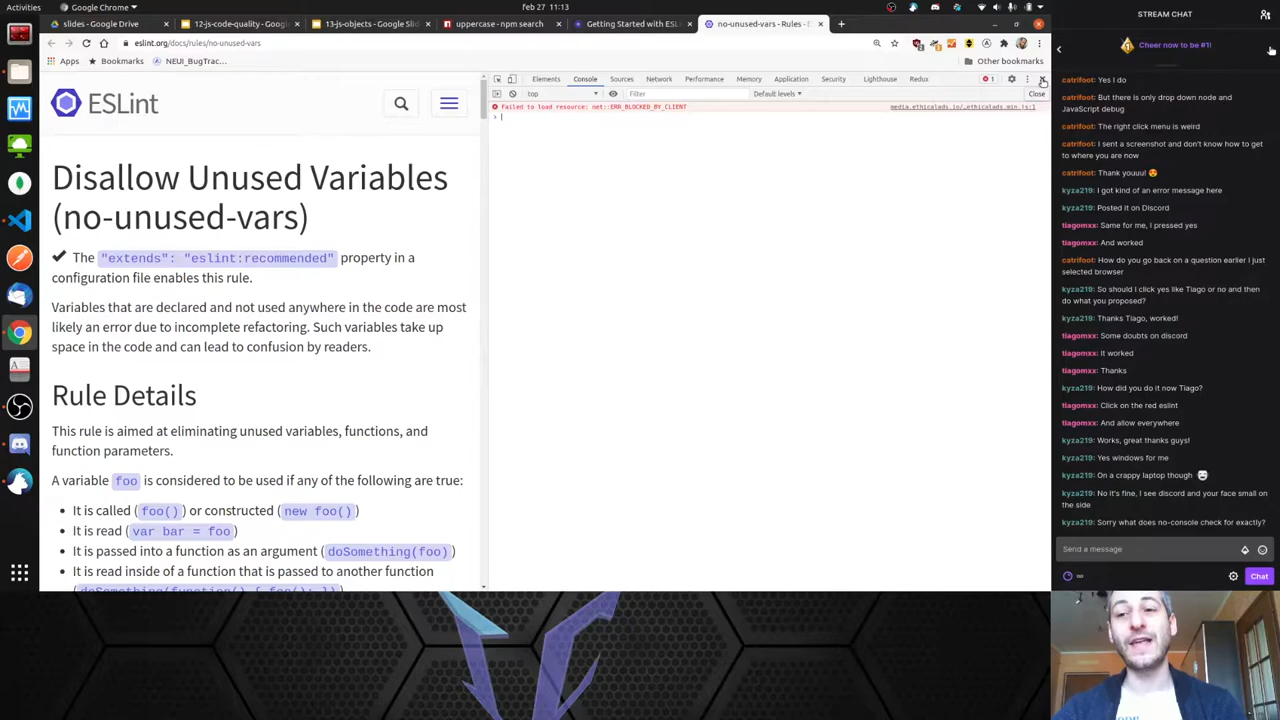 Activities
Google Chrome
Feb 27 11:13
slides - Google Drive
12-js-code-quality - Google
13-js-objects - Google Slid
uppercase - npm search
Getting Started with ESL
no-unused-vars - Rules - E
eslint.org/docs/rules/no-unused-vars
Apps
Bookmarks
NEUI_BugTrac...
Other bookmarks
ESLint
Disallow Unused Variables
(no-unused-vars)
The "extends": "eslint:recommended" property in a
configuration file enables this rule.
Variables that are declared and not used anywhere in the code are most
likely an error due to incomplete refactoring. Such variables take up
space in the code and can lead to confusion by readers.
Rule Details
This rule is aimed at eliminating unused variables, functions, and
function parameters.
A variable foo is considered to be used if any of the following are true:
It is called (foo()) or constructed (new foo())
It is read (var bar = foo)
It is passed into a function as an argument (doSomething(foo))
It is read inside of a function that is passed to another function
(doSomething(function() { foo(); }))
Elements Console Sources Network Performance Memory Application Security Lighthouse Redux
1
top
Filter
Default levels
Close
Failed to load resource: net::ERR_BLOCKED_BY_CLIENT
media.ethicalads.io/…ethicalads.min.js:1
STREAM CHAT
Cheer now to be #1!
catrifoot: Yes I do
catrifoot: But there is only drop down node and
JavaScript debug
catrifoot: The right click menu is weird
catrifoot: I sent a screenshot and don't know how to get
to where you are now
catrifoot: Thank youuu!
kyza219: I got kind of an error message here
kyza219: Posted it on Discord
tiagomxx: Same for me, I pressed yes
tiagomxx: And worked
catrifoot: How do you go back on a question earlier I just
selected browser
kyza219: So should I click yes like Tiago or no and then
do what you proposed?
kyza219: Thanks Tiago, worked!
tiagomxx: Some doubts on discord
tiagomxx: It worked
tiagomxx: Thanks
kyza219: How did you do it now Tiago?
tiagomxx: Click on the red eslint
tiagomxx: And allow everywhere
kyza219: Works, great thanks guys!
kyza219: Yes windows for me
kyza219: On a crappy laptop though
kyza219: No it's fine, I see discord and your face small on
the side
kyza219: Sorry what does no-console check for exactly?
Send a message
Chat